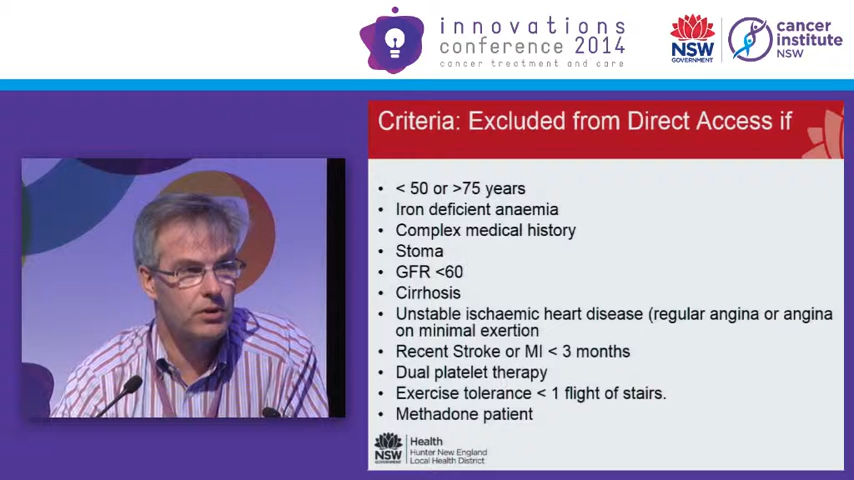 innovations
conference 2014
cancer treatment and care
NSW
GOVERNMENT
cancer
institute
NSW
Criteria: Excluded from Direct Access if
• < 50 or >75 years
• Iron deficient anaemia
• Complex medical history
• Stoma
• GFR <60
• Cirrhosis
• Unstable ischaemic heart disease (regular angina or angina
on minimal exertion
• Recent Stroke or MI < 3 months
• Dual platelet therapy
• Exercise tolerance < 1 flight of stairs.
• Methadone patient
NSW
GOVERNMENT
Health
Hunter New England
Local Health District